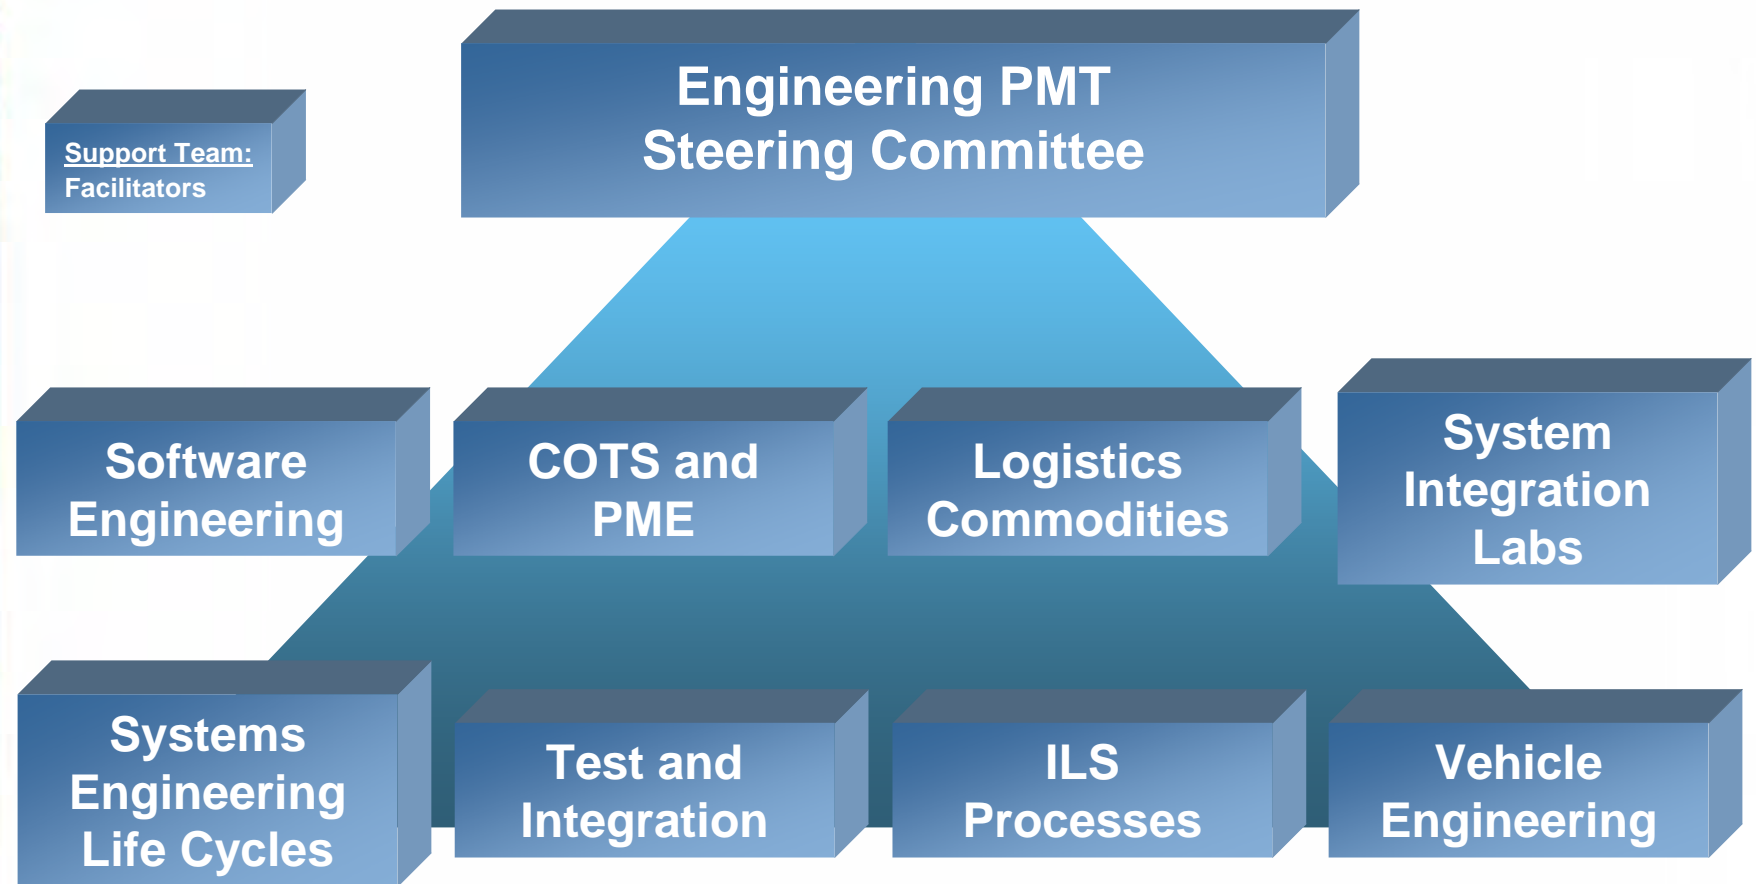 Engineering PMT
Steering Committee
Support Team:
Facilitators
Software
Engineering
COTS and
PME
Logistics
Commodities
System
Integration
Labs
Systems
Engineering
Life Cycles
Test and
Integration
ILS
Processes
Vehicle
Engineering